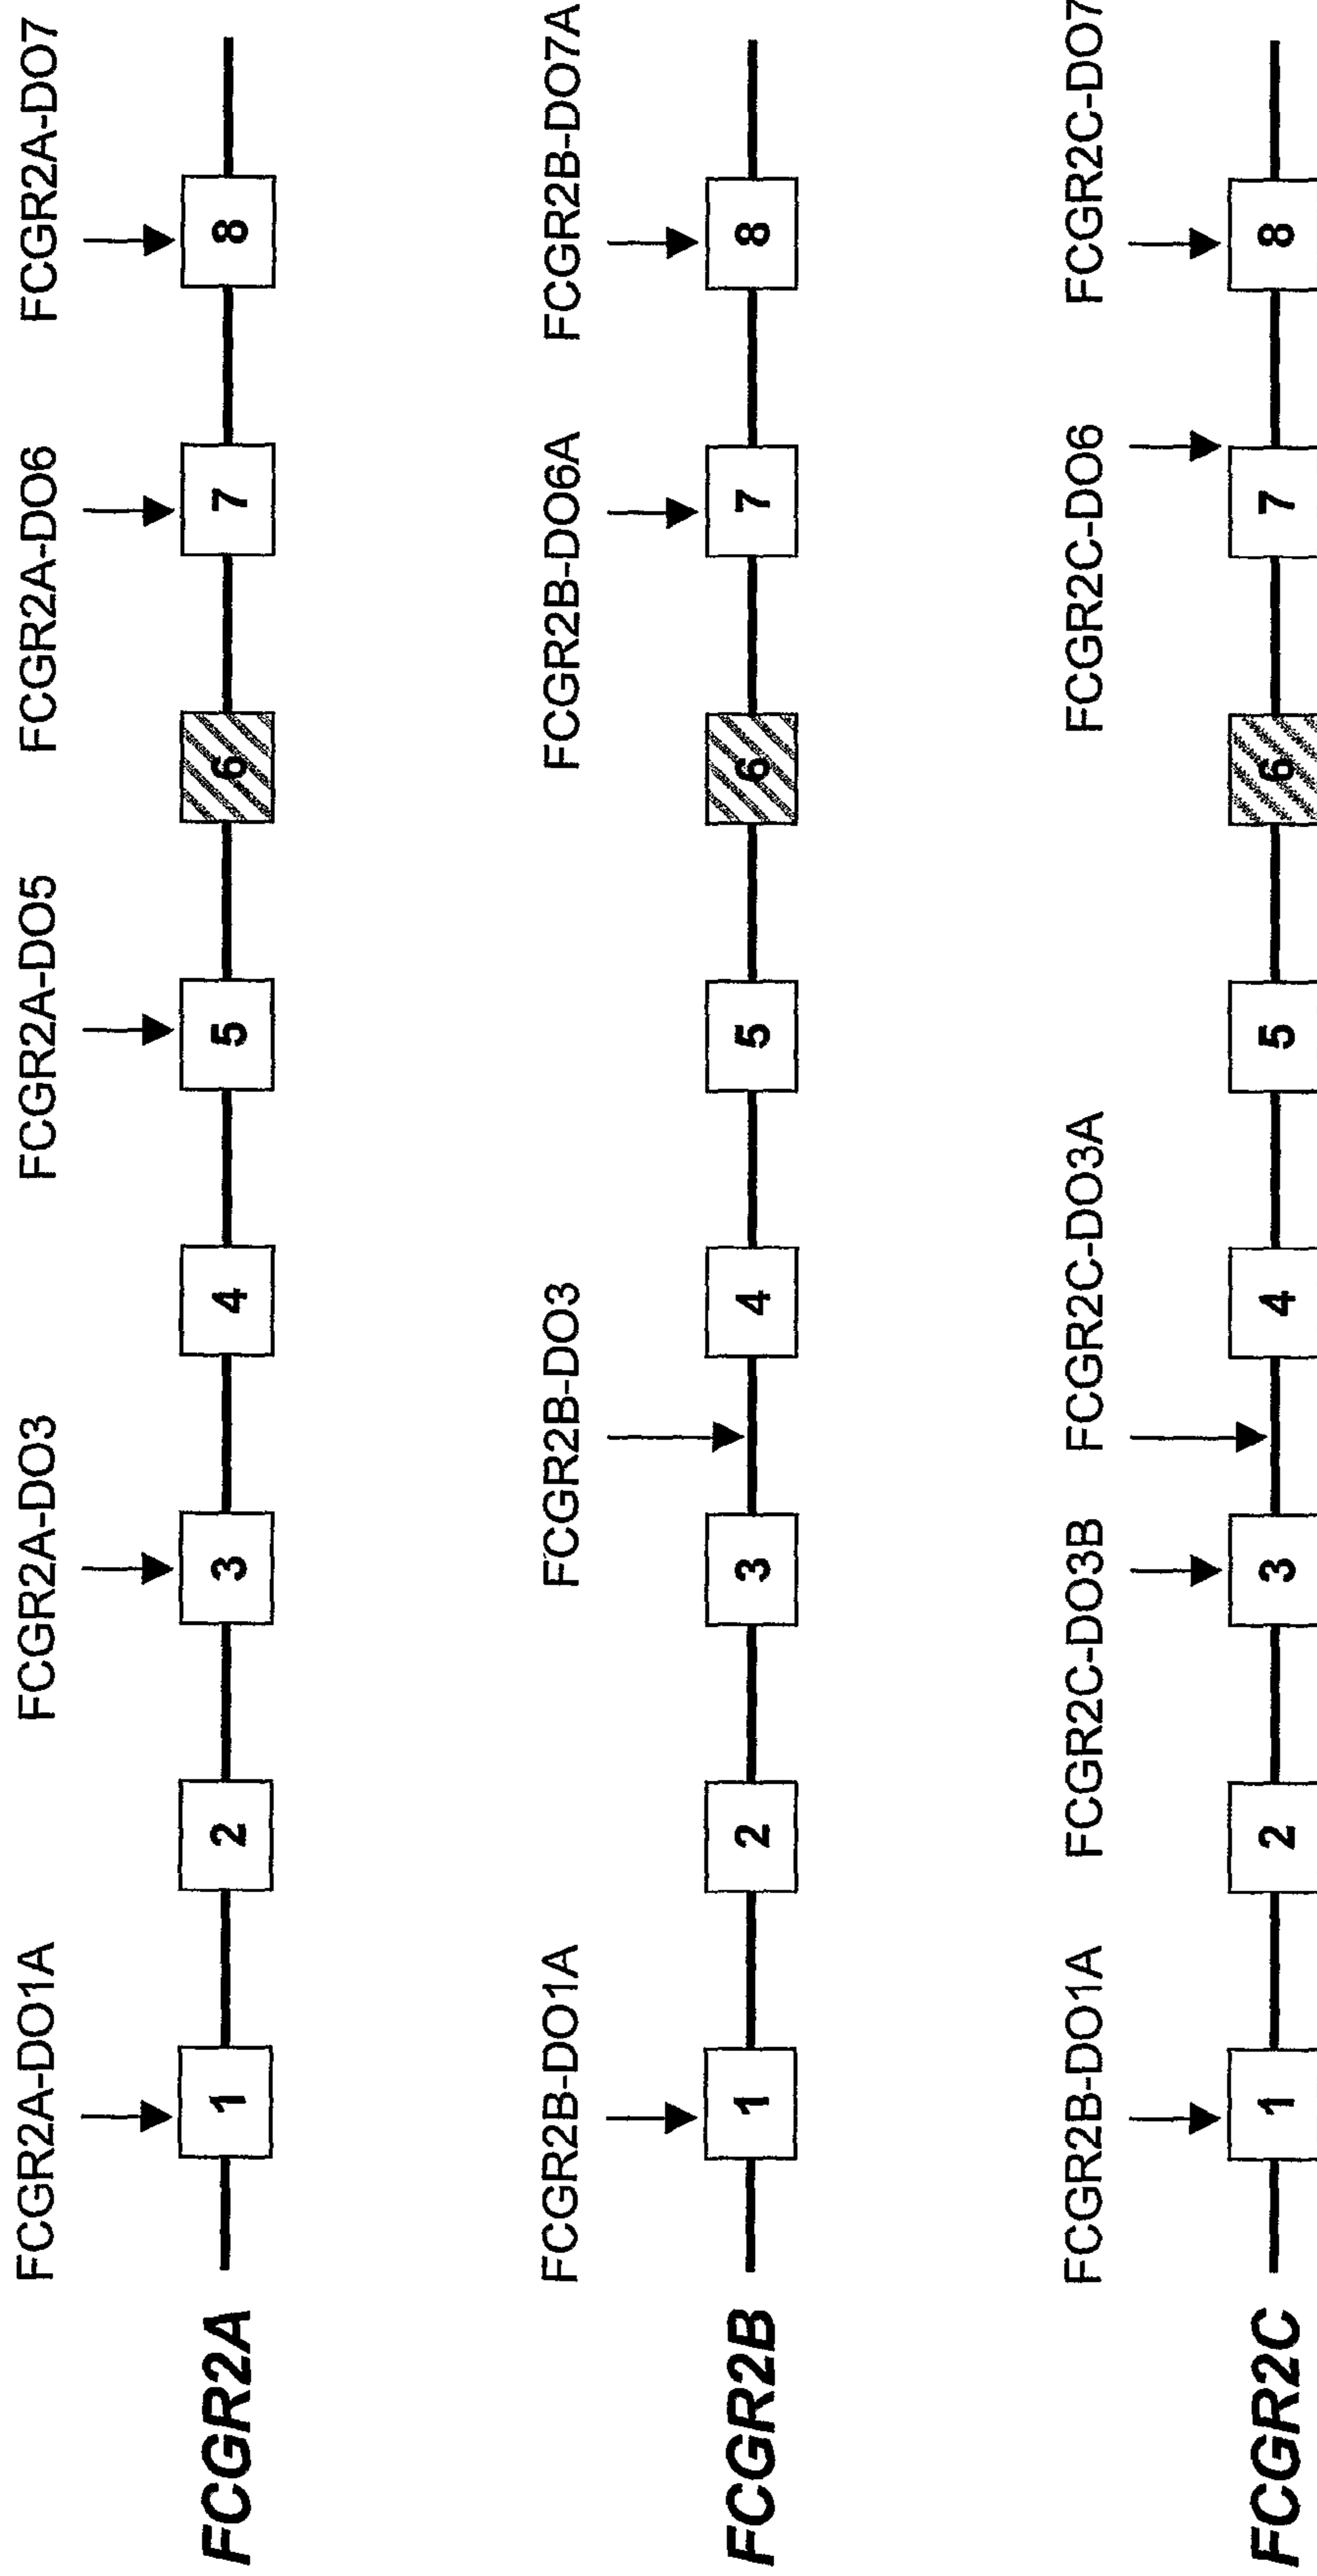 FCGR2A-DO1A FCGR2A-DO3 FCGR2A-DO5 FCGR2A-DO6 FCGR2A-DO7
FCGR2A 1 2 3 4 5 6 7 8
FCGR2B-DO1A FCGR2B-DO3 FCGR2B-DO6A FCGR2B-DO7A
FCGR2B 1 2 3 4 5 6 7 8
FCGR2B-DO1A FCGR2C-DO3B FCGR2C-DO3A FCGR2C-DO6 FCGR2C-DO7
FCGR2C 1 2 3 4 5 6 7 8